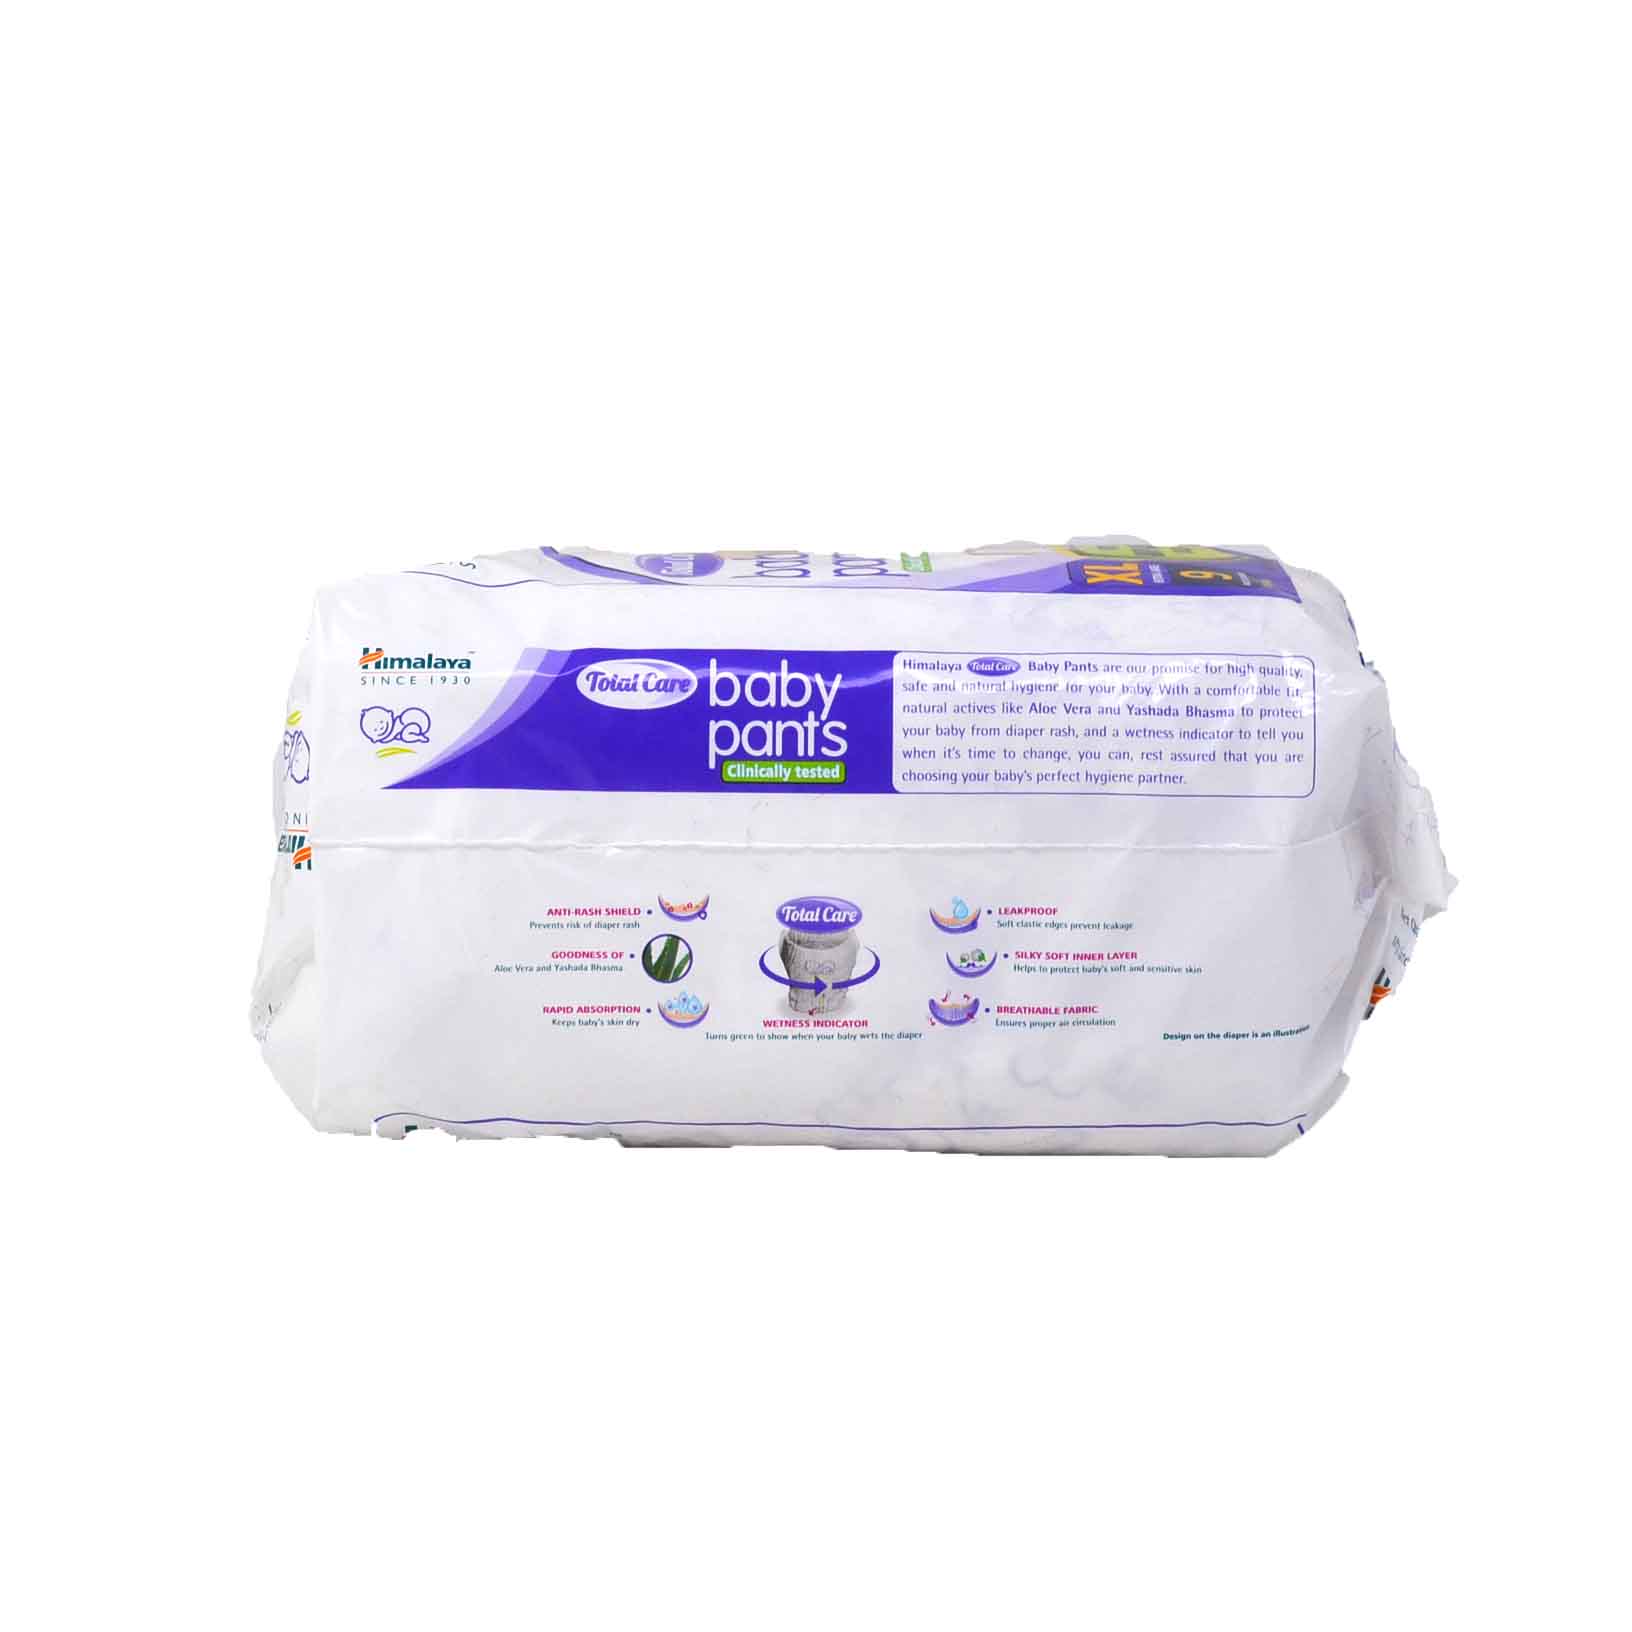 XL
9
Himalaya
SINCE 1930
Total Care
baby
pants
Clinically tested
Himalaya Total Care Baby Pants are our promise for high quality,
safe and natural hygiene for your baby. With a comfortable fit,
natural actives like Aloe Vera and Yashada Bhasma to protect
your baby from diaper rash, and a wetness indicator to tell you
when it's time to change, you can, rest assured that you are
choosing your baby's perfect hygiene partner.
ANTI-RASH SHIELD
Prevents risk of diaper rash
GOODNESS OF
Aloe Vera and Yashada Bhasma
RAPID ABSORPTION
Keeps baby's skin dry
Total Care
WETNESS INDICATOR
Turns green to show when your baby wets the diaper
LEAKPROOF
Soft elastic edges prevent leakage
SILKY SOFT INNER LAYER
Helps to protect baby's soft and sensitive skin
BREATHABLE FABRIC
Ensures proper air circulation
Design on the diaper is an illustration